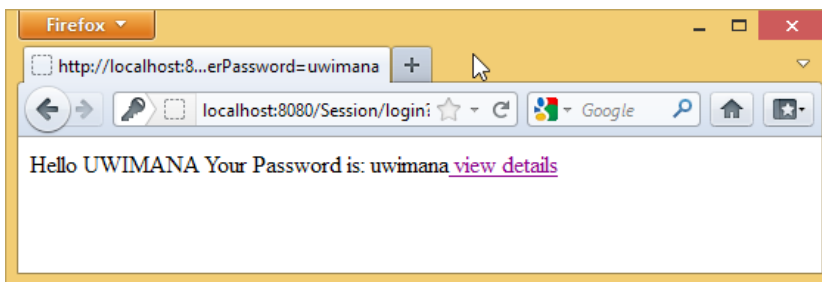 Firefox
http://localhost:8...erPassword=uwimana
localhost:8080/Session/login?
Google
Hello UWIMANA Your Password is: uwimana view details